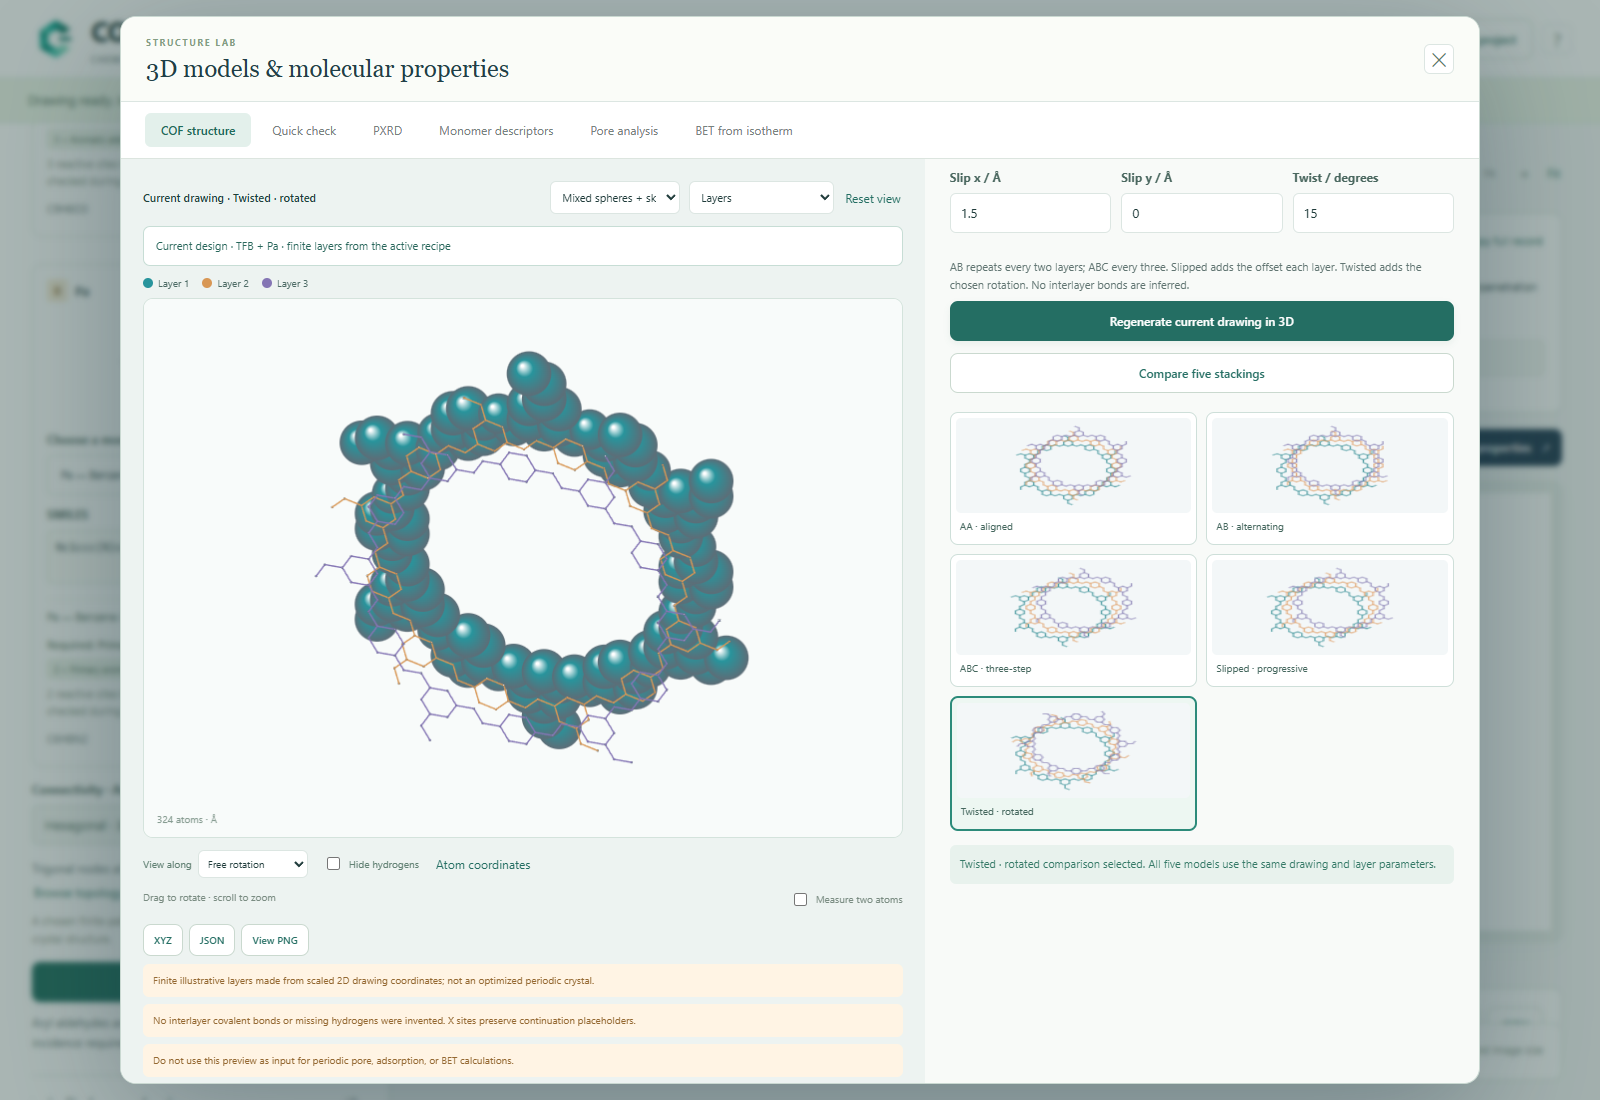 STRUCTURE LAB
3D models & molecular properties
COF structure
Quick check
PXRD
Monomer descriptors
Pore analysis
BET from isotherm
Current drawing · Twisted · rotated
Mixed spheres + sk
Layers
Reset view
Current design · TFB + Pa · finite layers from the active recipe
Layer 1
Layer 2
Layer 3
324 atoms · Å
View along
Free rotation
Hide hydrogens
Atom coordinates
Drag to rotate · scroll to zoom
Measure two atoms
XYZ
JSON
View PNG
Finite illustrative layers made from scaled 2D drawing coordinates; not an optimized periodic crystal.
No interlayer covalent bonds or missing hydrogens were invented. X sites preserve continuation placeholders.
Do not use this preview as input for periodic pore, adsorption, or BET calculations.
Slip x / Å
Slip y / Å
Twist / degrees
1.5
0
15
AB repeats every two layers; ABC every three. Slipped adds the offset each layer. Twisted adds the
chosen rotation. No interlayer bonds are inferred.
Regenerate current drawing in 3D
Compare five stackings
AA · aligned
AB · alternating
ABC · three-step
Slipped · progressive
Twisted · rotated
Twisted · rotated comparison selected. All five models use the same drawing and layer parameters.